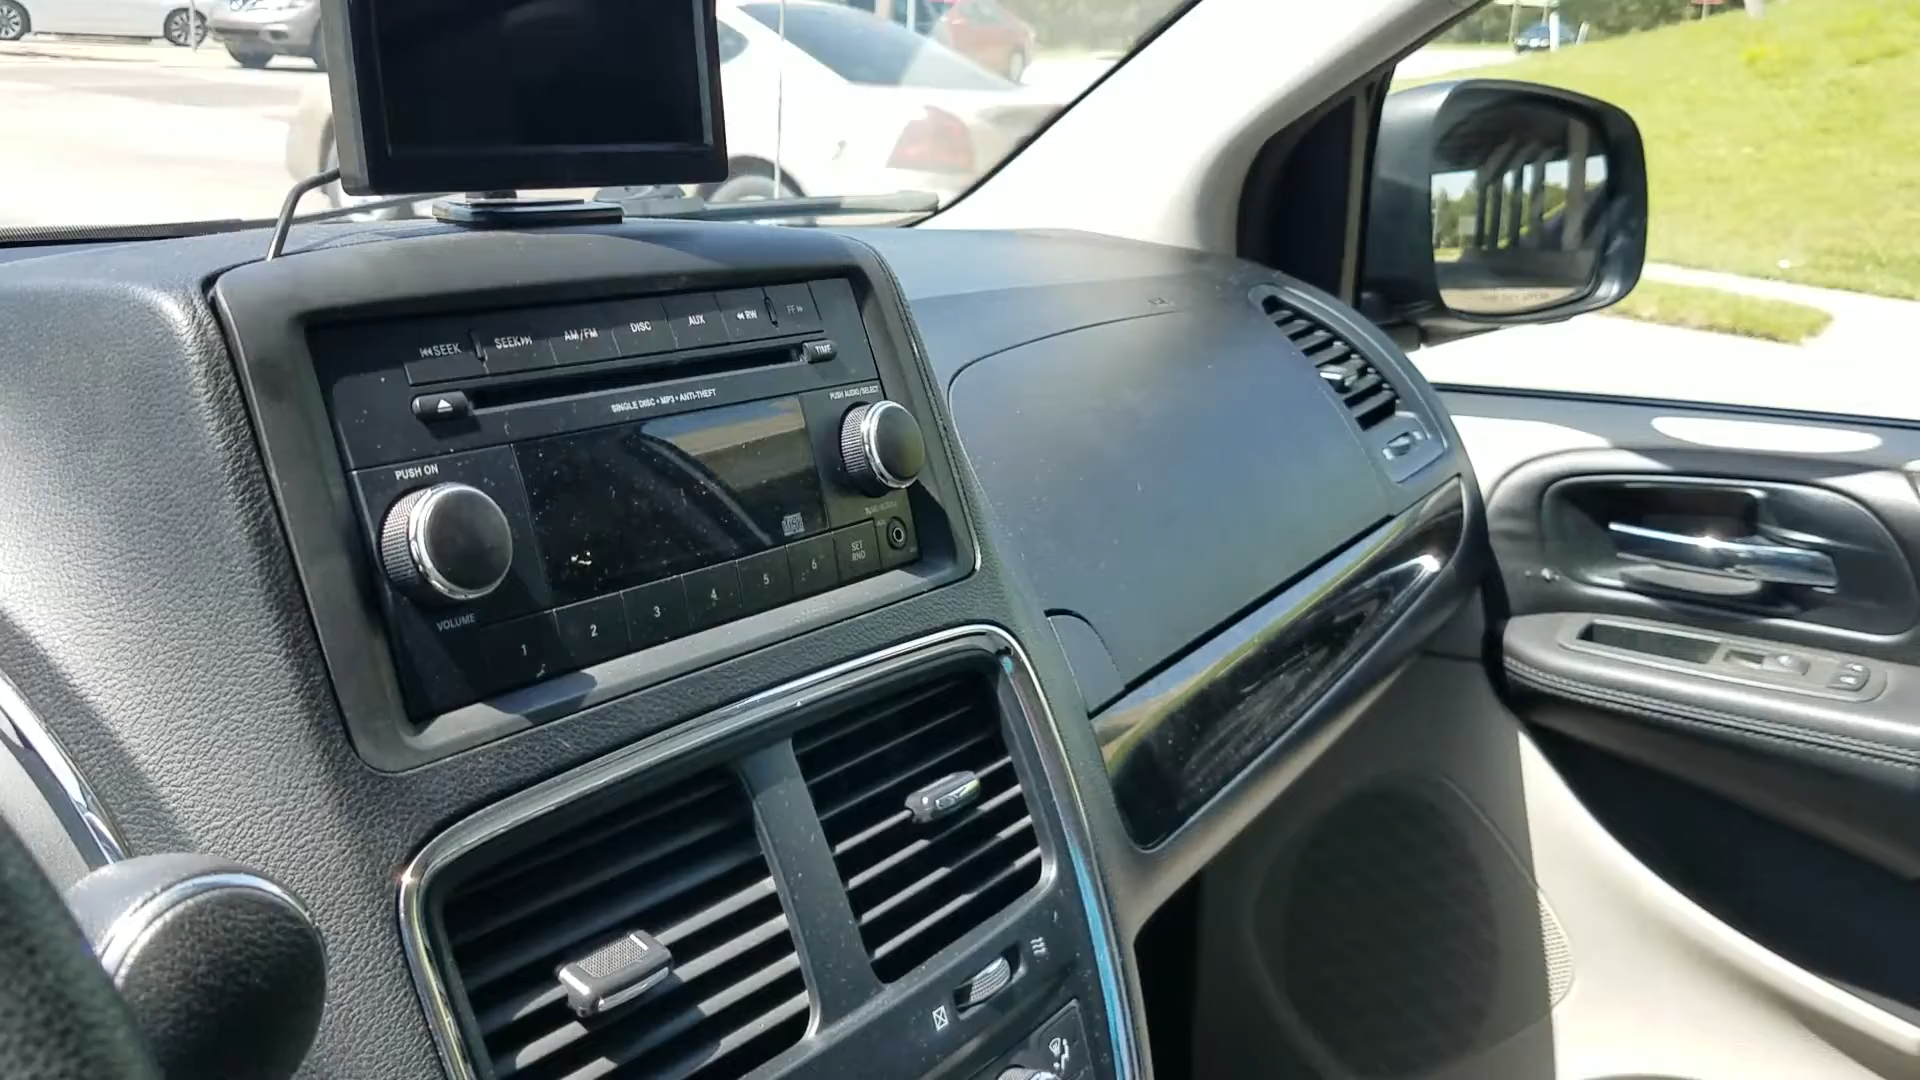 ⏮SEEK
SEEK⏭
AM/FM
DISC
AUX
◀◀ RW
FF ▶▶
TIME
SINGLE DISC • MP3 • ANTI-THEFT
PUSH AUDIO/SELECT
PUSH ON
VOLUME
1
2
3
4
5
6
SET
RND